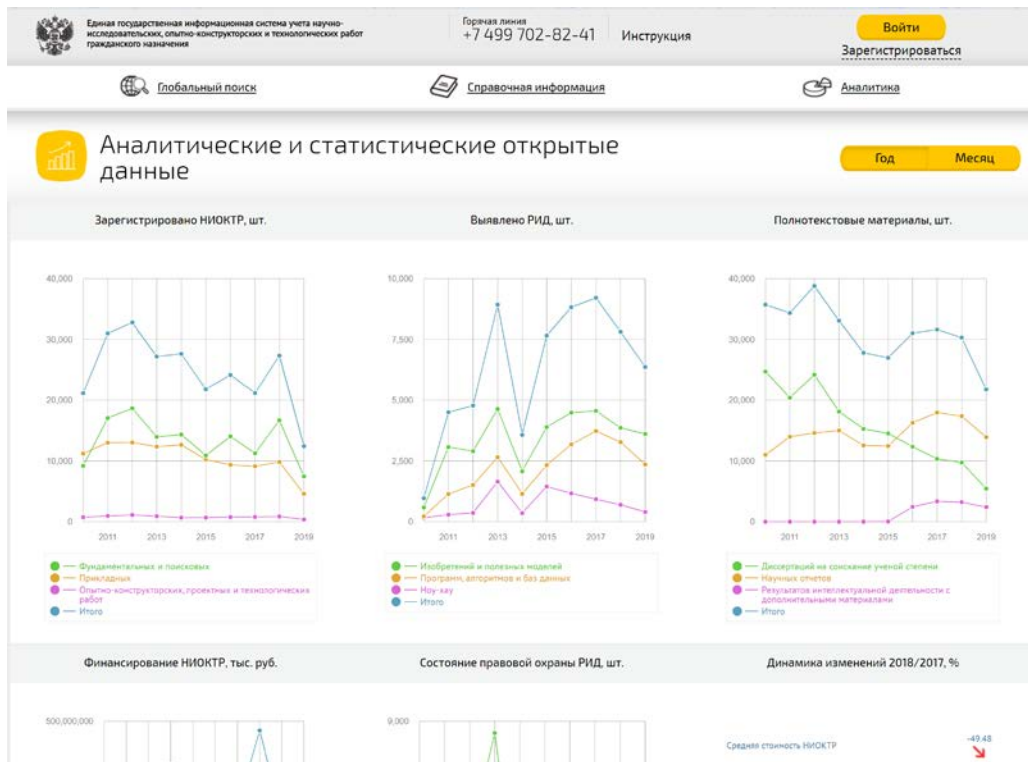 Единая государственная информационная система учета научно-
исследовательских, опытно-конструкторских и технологических работ
гражданского назначения
Горячая линия
+7 499 702-82-41
Инструкция
Войти
Зарегистрироваться
Глобальный поиск
Справочная информация
Аналитика
Аналитические и статистические открытые
данные
Год
Месяц
Зарегистрировано НИОКТР, шт.
40,000
30,000
20,000
10,000
0
2011 2013 2015 2017 2019
Фундаментальных и поисковых
Прикладных
Опытно-конструкторских, проектных и технологических
работ
Итого
Выявлено РИД, шт.
10,000
7,500
5,000
2,500
0
2011 2013 2015 2017 2019
Изобретений и полезных моделей
Программ, алгоритмов и баз данных
Ноу-хау
Итого
Полнотекстовые материалы, шт.
40,000
30,000
20,000
10,000
0
2011 2013 2015 2017 2019
Диссертаций на соискание ученой степени
Научных отчетов
Результатов интеллектуальной деятельности с
дополнительными материалами
Итого
Финансирование НИОКТР, тыс. руб.
500,000,000
Состояние правовой охраны РИД, шт.
9,000
Динамика изменений 2018/2017, %
Средняя стоимость НИОКТР
-49.48